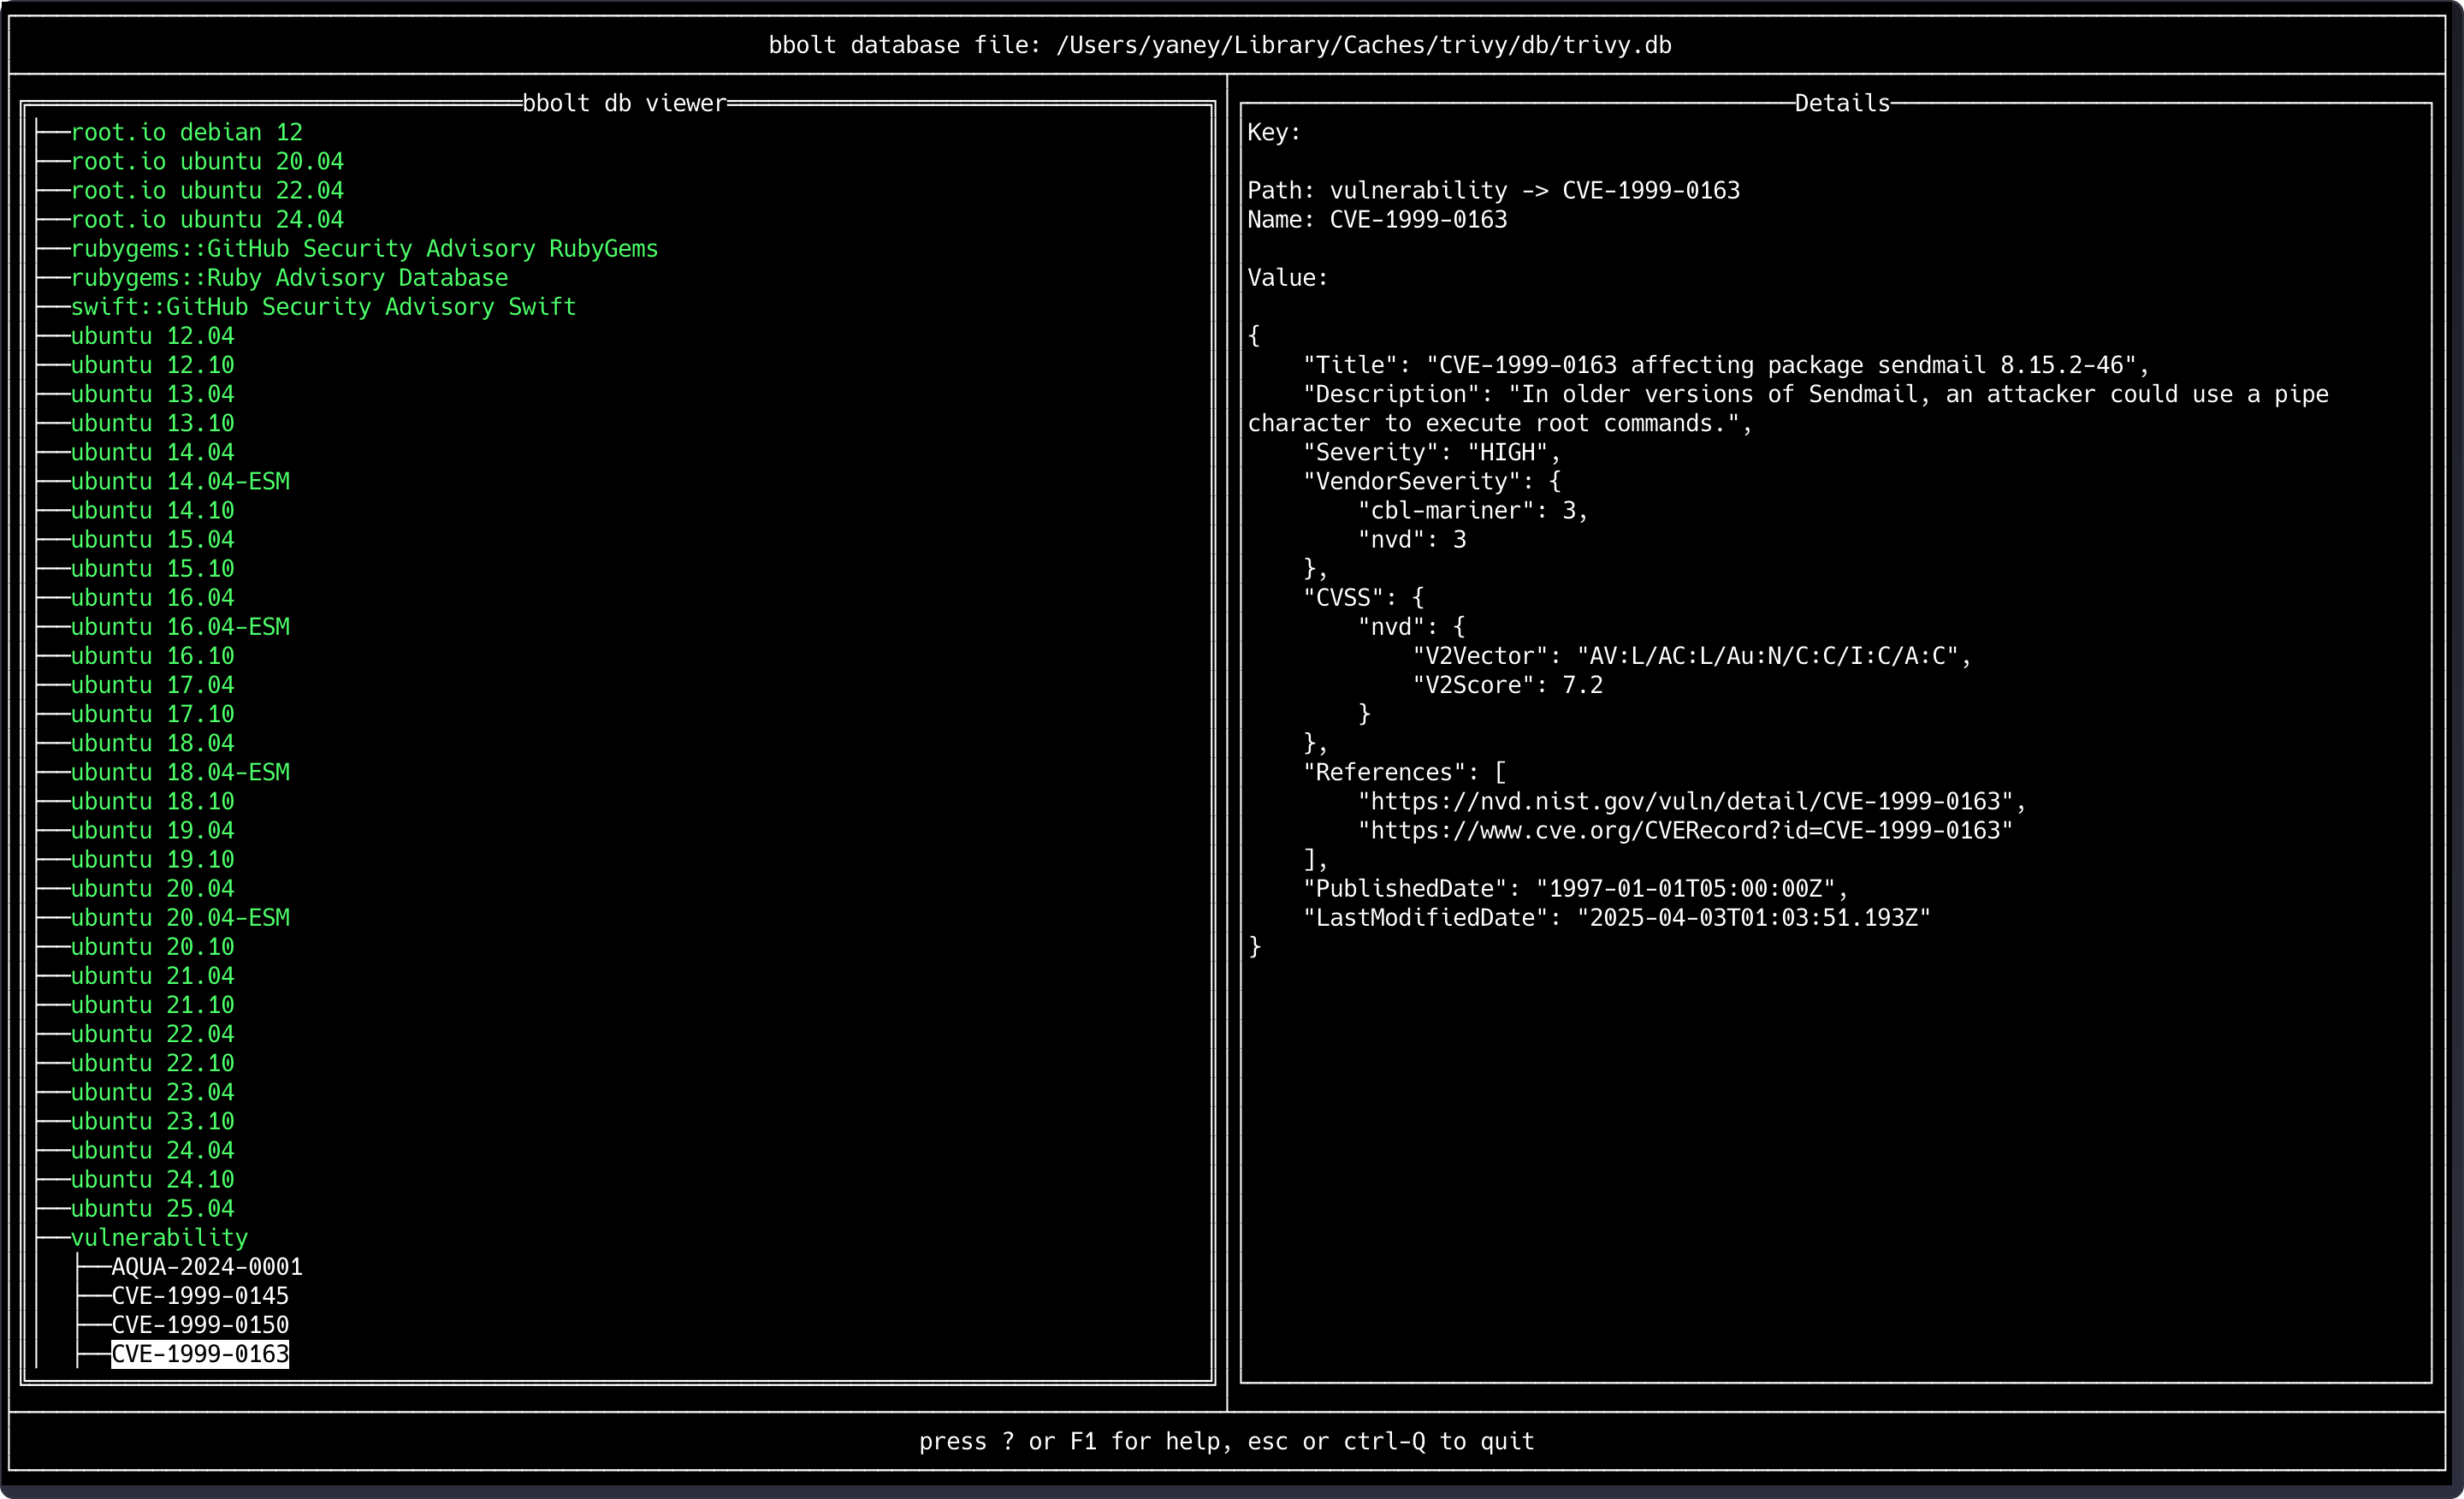 bbolt database file: /Users/yaney/Library/Caches/trivy/db/trivy.db
bbolt db viewer
root.io debian 12
root.io ubuntu 20.04
root.io ubuntu 22.04
root.io ubuntu 24.04
rubygems::GitHub Security Advisory RubyGems
rubygems::Ruby Advisory Database
swift::GitHub Security Advisory Swift
ubuntu 12.04
ubuntu 12.10
ubuntu 13.04
ubuntu 13.10
ubuntu 14.04
ubuntu 14.04-ESM
ubuntu 14.10
ubuntu 15.04
ubuntu 15.10
ubuntu 16.04
ubuntu 16.04-ESM
ubuntu 16.10
ubuntu 17.04
ubuntu 17.10
ubuntu 18.04
ubuntu 18.04-ESM
ubuntu 18.10
ubuntu 19.04
ubuntu 19.10
ubuntu 20.04
ubuntu 20.04-ESM
ubuntu 20.10
ubuntu 21.04
ubuntu 21.10
ubuntu 22.04
ubuntu 22.10
ubuntu 23.04
ubuntu 23.10
ubuntu 24.04
ubuntu 24.10
ubuntu 25.04
vulnerability
AQUA-2024-0001
CVE-1999-0145
CVE-1999-0150
CVE-1999-0163
Details
Key:
Path: vulnerability -> CVE-1999-0163
Name: CVE-1999-0163
Value:
{
    "Title": "CVE-1999-0163 affecting package sendmail 8.15.2-46",
    "Description": "In older versions of Sendmail, an attacker could use a pipe
character to execute root commands.",
    "Severity": "HIGH",
    "VendorSeverity": {
        "cbl-mariner": 3,
        "nvd": 3
    },
    "CVSS": {
        "nvd": {
            "V2Vector": "AV:L/AC:L/Au:N/C:C/I:C/A:C",
            "V2Score": 7.2
        }
    },
    "References": [
        "https://nvd.nist.gov/vuln/detail/CVE-1999-0163",
        "https://www.cve.org/CVERecord?id=CVE-1999-0163"
    ],
    "PublishedDate": "1997-01-01T05:00:00Z",
    "LastModifiedDate": "2025-04-03T01:03:51.193Z"
}
press ? or F1 for help, esc or ctrl-Q to quit